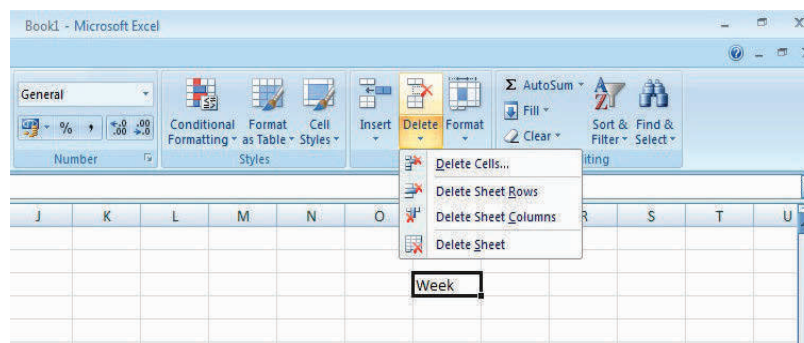 Book1 - Microsoft Excel
General
% , .00 .00
Number
Conditional Formatting
Format as Table
Cell Styles
Styles
Insert
Delete
Format
Σ AutoSum
Fill
Clear
Sort & Filter
Find & Select
iting
Delete Cells...
Delete Sheet Rows
Delete Sheet Columns
Delete Sheet
J K L M N O R S T U
Week